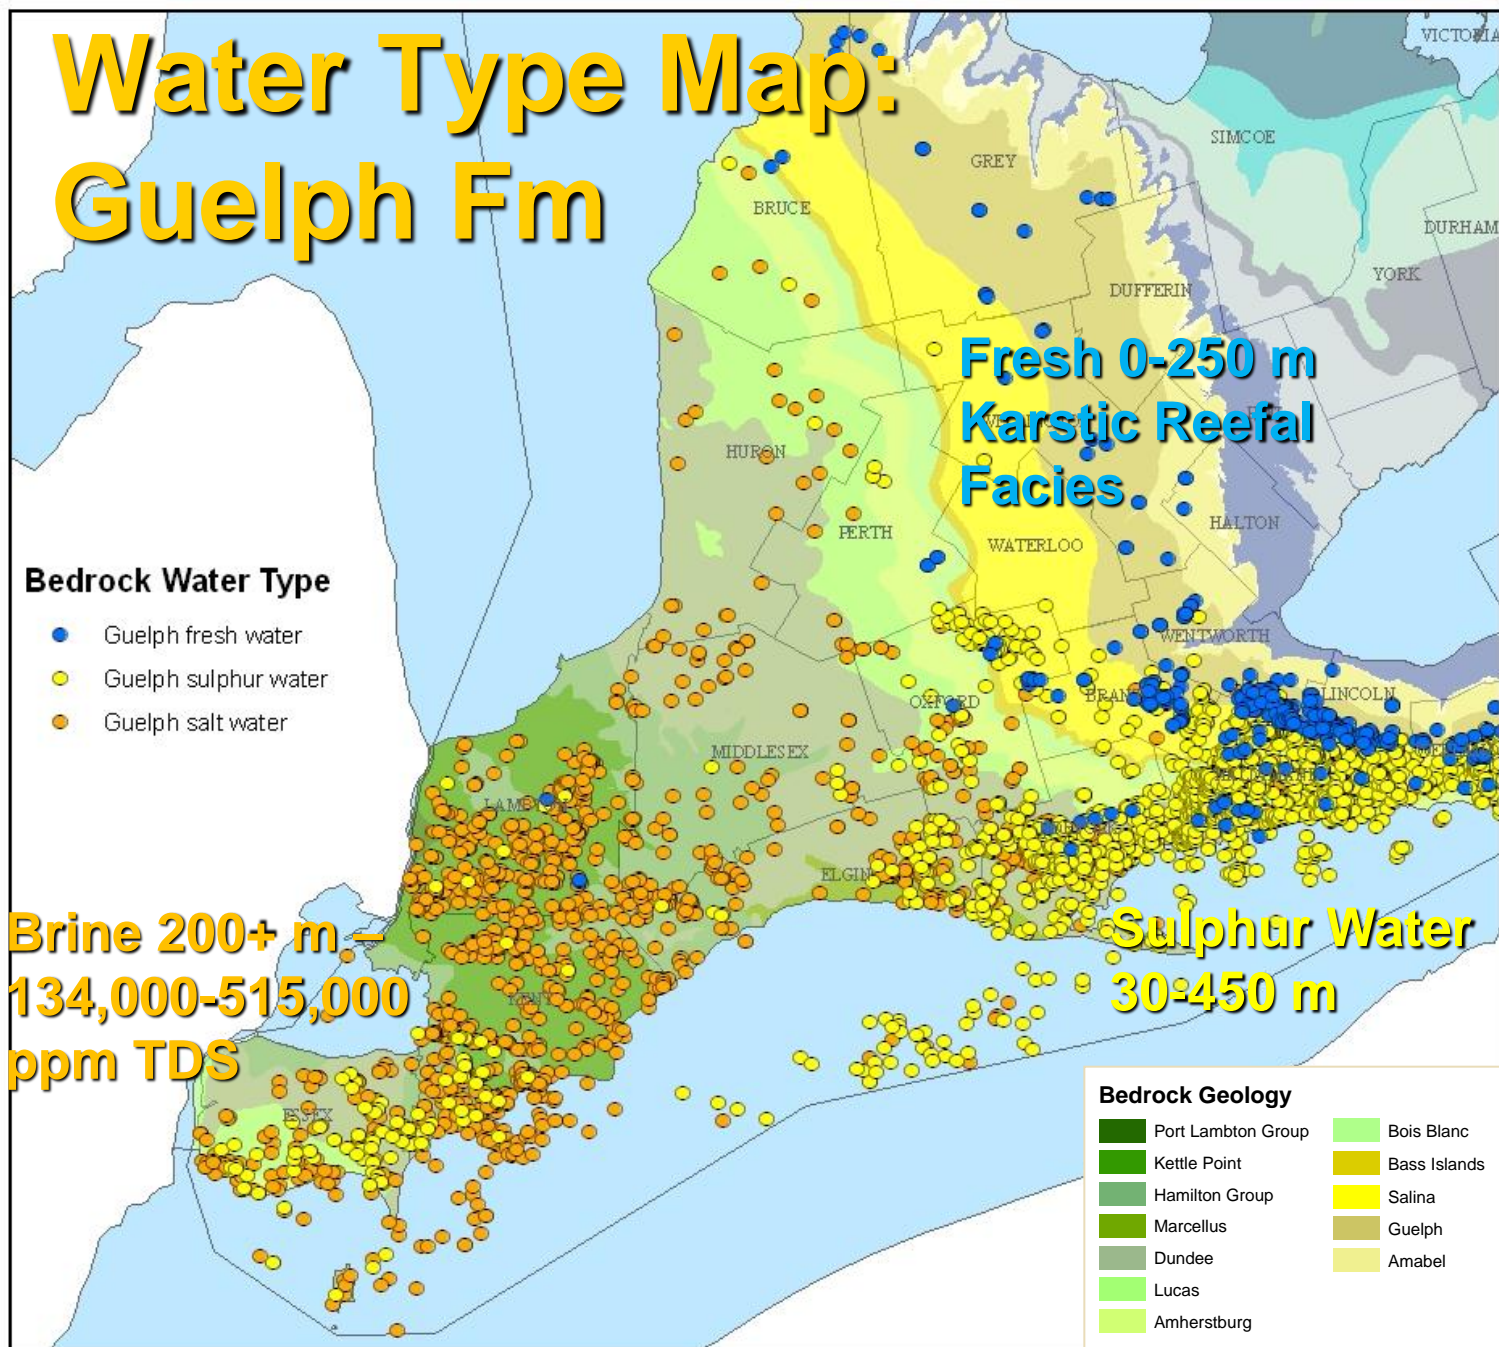 Water Type Map:
Guelph Fm
VICTORIA
SIMCOE
GREY
BRUCE
DURHAM
YORK
DUFFERIN
Fresh 0-250 m
Karstic Reefal
Facies
HURON
PERTH
HALTON
WATERLOO
Bedrock Water Type
Guelph fresh water
Guelph sulphur water
Guelph salt water
WENTWORTH
OXFORD
BRANT
LINCOLN
MIDDLESEX
LAMBTON
ELGIN
Brine 200+ m –
134,000-515,000
ppm TDS
Sulphur Water
30-450 m
KENT
ESSEX
Bedrock Geology
Port Lambton Group
Kettle Point
Hamilton Group
Marcellus
Dundee
Lucas
Amherstburg
Bois Blanc
Bass Islands
Salina
Guelph
Amabel